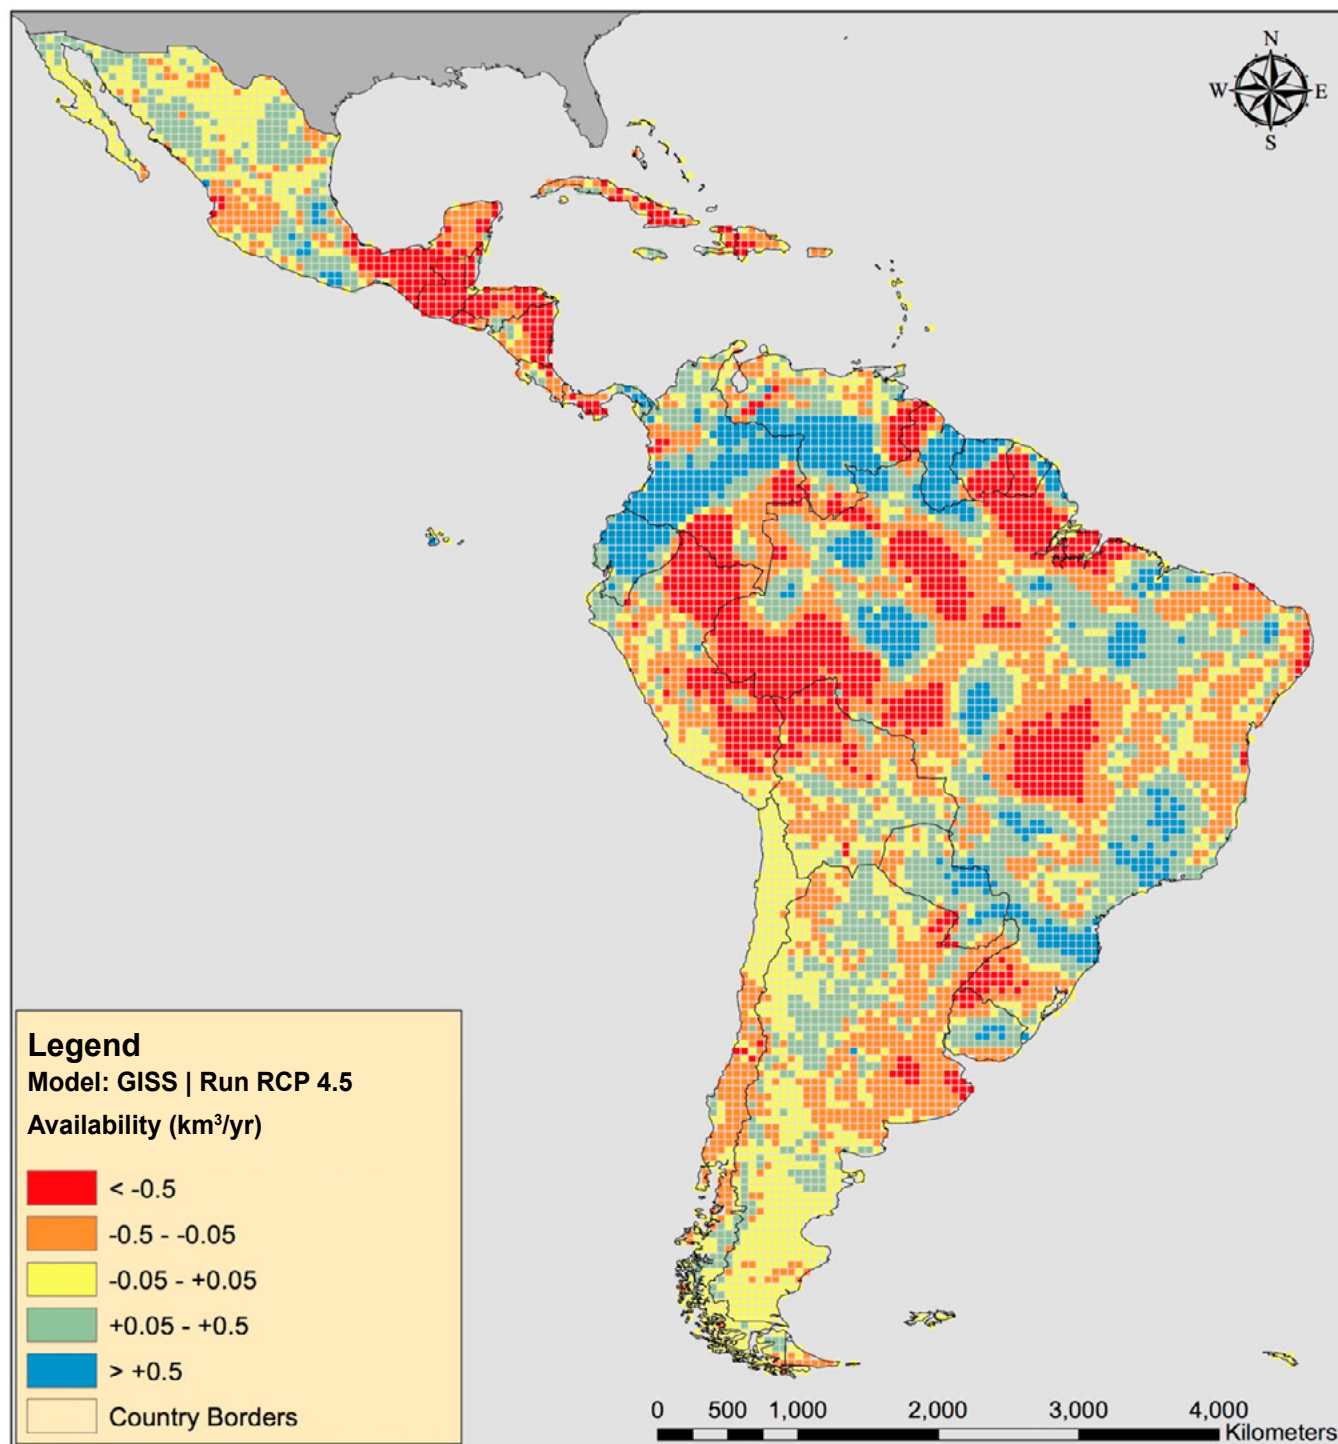 N
W E
S
Legend
Model: GISS | Run RCP 4.5
Availability (km³/yr)
< -0.5
-0.5 - -0.05
-0.05 - +0.05
+0.05 - +0.5
> +0.5
Country Borders
0 500 1,000 2,000 3,000 4,000
Kilometers